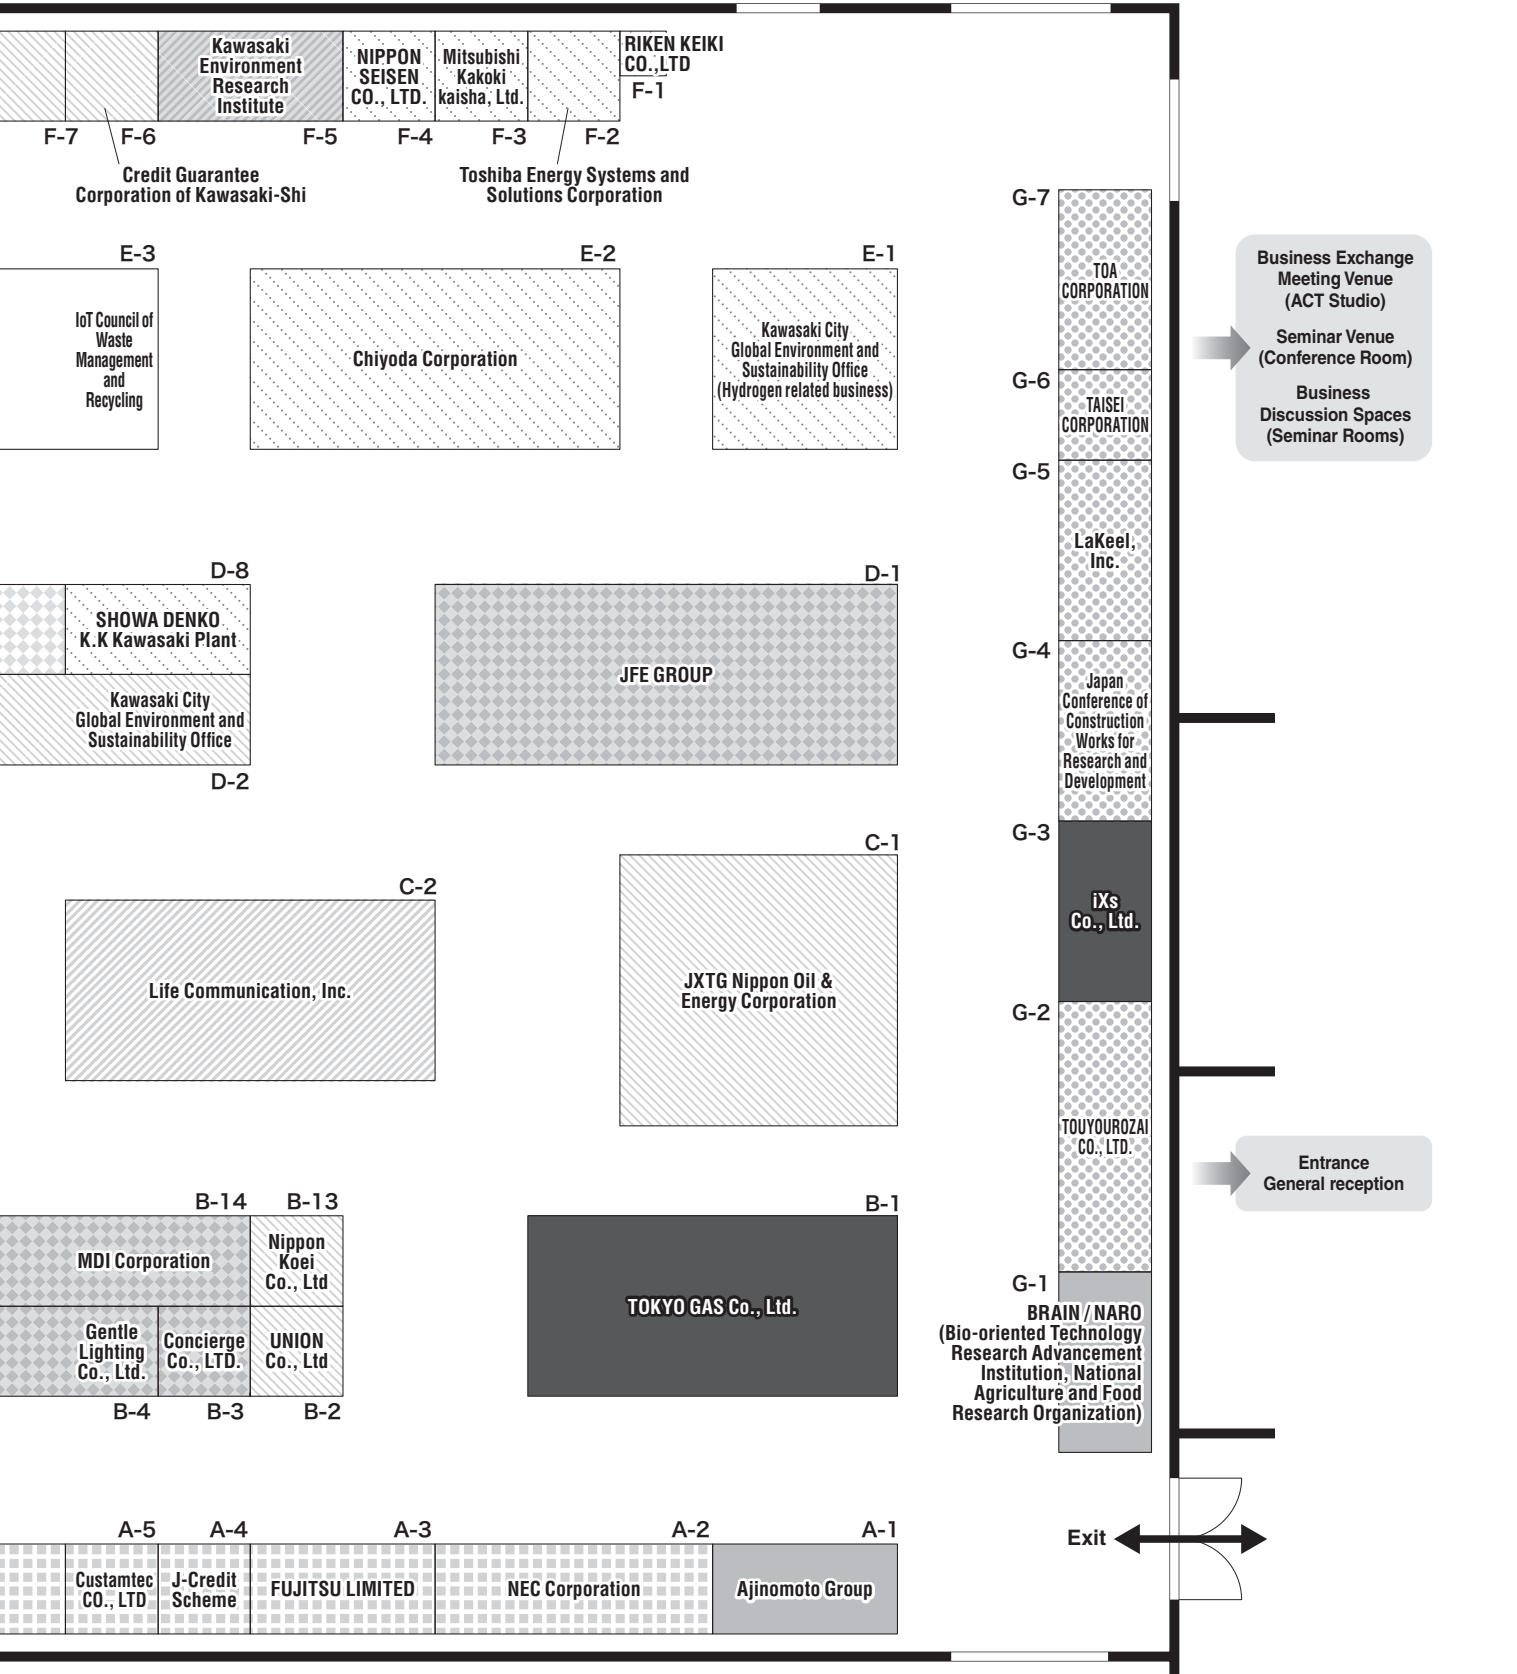 Kawasaki
Environment
Research
Institute
NIPPON
SEISEN
CO., LTD.
Mitsubishi
Kakoki
kaisha, Ltd.
RIKEN KEIKI
CO.,LTD
F-1
F-7
F-6
F-5
F-4
F-3
F-2
Credit Guarantee
Corporation of Kawasaki-Shi
Toshiba Energy Systems and
Solutions Corporation
E-3
E-2
E-1
IoT Council of
Waste
Management
and
Recycling
Chiyoda Corporation
Kawasaki City
Global Environment and
Sustainability Office
(Hydrogen related business)
G-7
TOA
CORPORATION
G-6
TAISEI
CORPORATION
G-5
LaKeel,
Inc.
G-4
Japan
Conference of
Construction
Works for
Research and
Development
G-3
iXs
Co., Ltd.
G-2
TOUYOUROZAI
CO., LTD.
G-1
BRAIN / NARO
(Bio-oriented Technology
Research Advancement
Institution, National
Agriculture and Food
Research Organization)
Business Exchange
Meeting Venue
(ACT Studio)
Seminar Venue
(Conference Room)
Business
Discussion Spaces
(Seminar Rooms)
D-8
SHOWA DENKO
K.K Kawasaki Plant
Kawasaki City
Global Environment and
Sustainability Office
D-2
D-1
JFE GROUP
C-2
Life Communication, Inc.
C-1
JXTG Nippon Oil &
Energy Corporation
Entrance
General reception
B-14
B-13
MDI Corporation
Nippon
Koei
Co., Ltd
Gentle
Lighting
Co., Ltd.
Concierge
Co., LTD.
UNION
Co., Ltd
B-4
B-3
B-2
B-1
TOKYO GAS Co., Ltd.
A-5
A-4
A-3
A-2
A-1
Custamtec
CO., LTD
J-Credit
Scheme
FUJITSU LIMITED
NEC Corporation
Ajinomoto Group
Exit